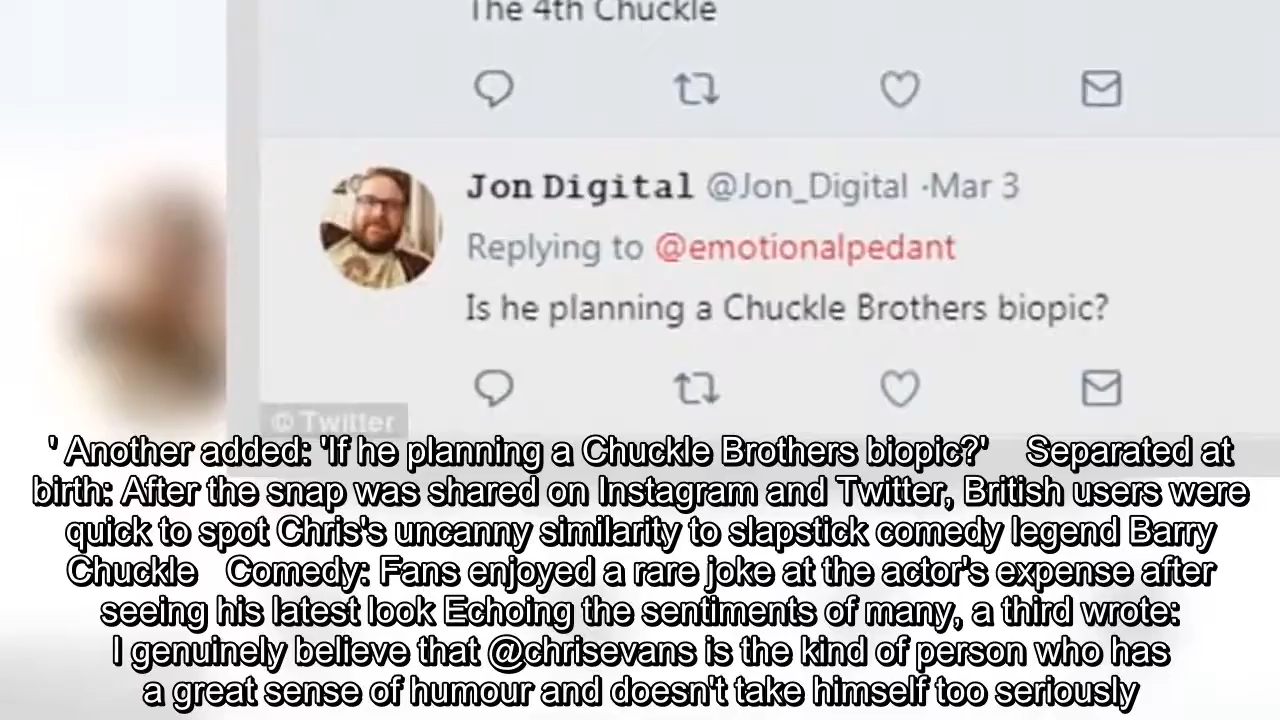 The 4th Chuckle
Jon Digital @Jon_Digital ·Mar 3
Replying to @emotionalpedant
Is he planning a Chuckle Brothers biopic?
© Twitter
' Another added: 'If he planning a Chuckle Brothers biopic?' Separated at
birth: After the snap was shared on Instagram and Twitter, British users were
quick to spot Chris's uncanny similarity to slapstick comedy legend Barry
Chuckle Comedy: Fans enjoyed a rare joke at the actor's expense after
seeing his latest look Echoing the sentiments of many, a third wrote:
I genuinely believe that @chrisevans is the kind of person who has
a great sense of humour and doesn't take himself too seriously